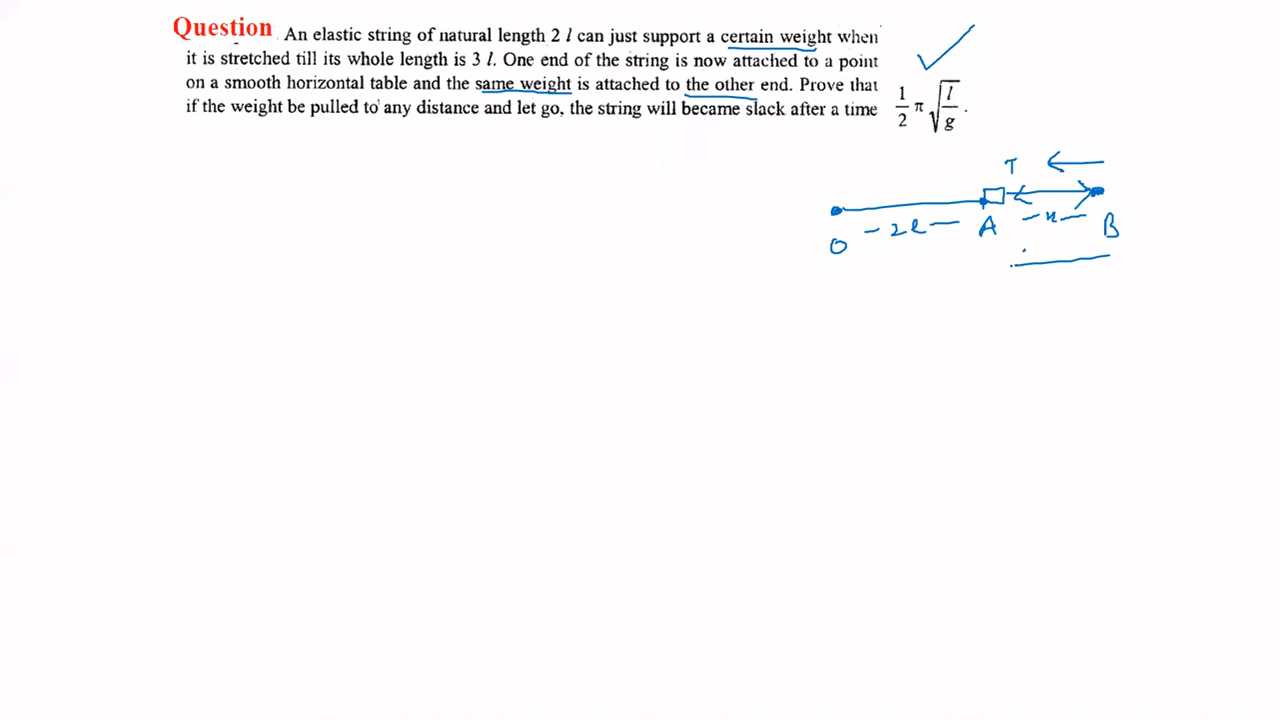 Question An elastic string of natural length 2 l can just support a certain weight when
it is stretched till its whole length is 3 l. One end of the string is now attached to a point
on a smooth horizontal table and the same weight is attached to the other end. Prove that
if the weight be pulled to any distance and let go, the string will became slack after a time 1/2 π √(l/g).
T
O - 2l - A - x - B